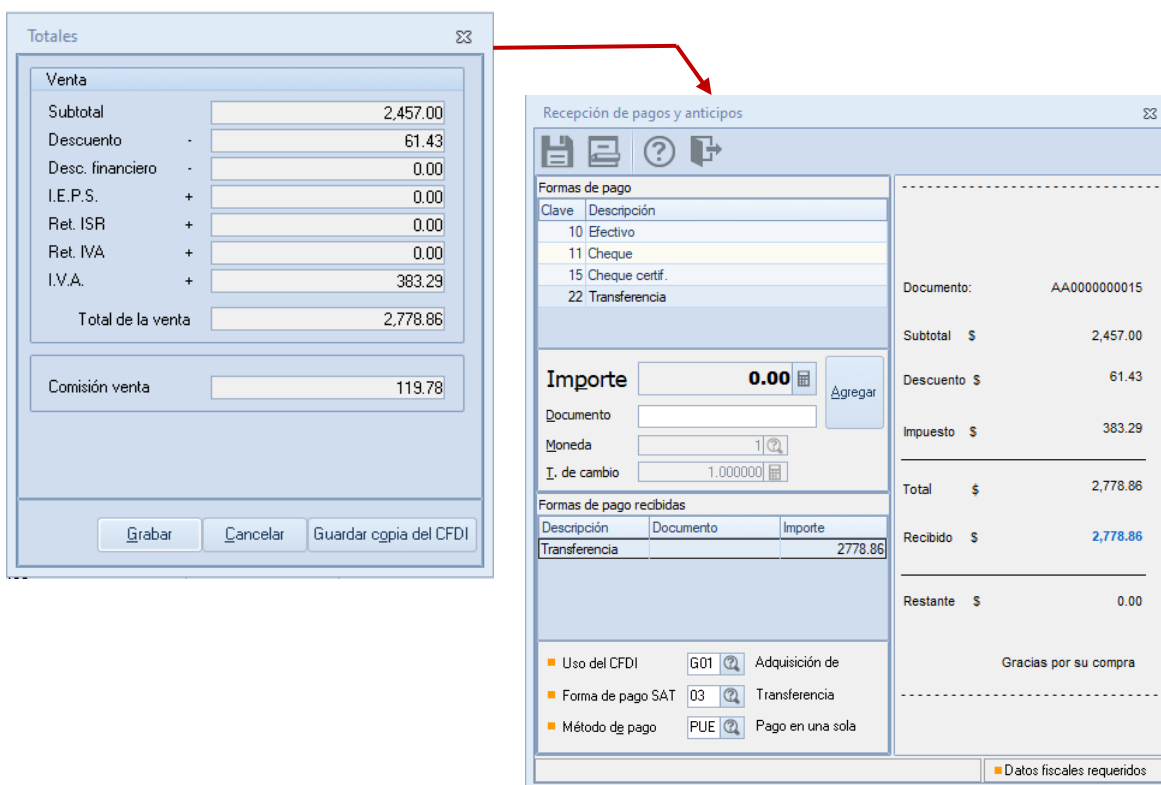 Totales
Venta
Subtotal 2,457.00
Descuento - 61.43
Desc. financiero - 0.00
I.E.P.S. + 0.00
Ret. ISR + 0.00
Ret. IVA + 0.00
I.V.A. + 383.29
Total de la venta 2,778.86
Comisión venta 119.78
Grabar Cancelar Guardar copia del CFDI
Recepción de pagos y anticipos
Formas de pago
Clave Descripción
10 Efectivo
11 Cheque
15 Cheque certif.
22 Transferencia
Importe 0.00 Agregar
Documento
Moneda 1
T. de cambio 1.000000
Formas de pago recibidas
Descripción Documento Importe
Transferencia 2778.86
Uso del CFDI G01 Adquisición de
Forma de pago SAT 03 Transferencia
Método de pago PUE Pago en una sola
Documento: AA0000000015
Subtotal $ 2,457.00
Descuento $ 61.43
Impuesto $ 383.29
Total $ 2,778.86
Recibido $ 2,778.86
Restante $ 0.00
Gracias por su compra
Datos fiscales requeridos